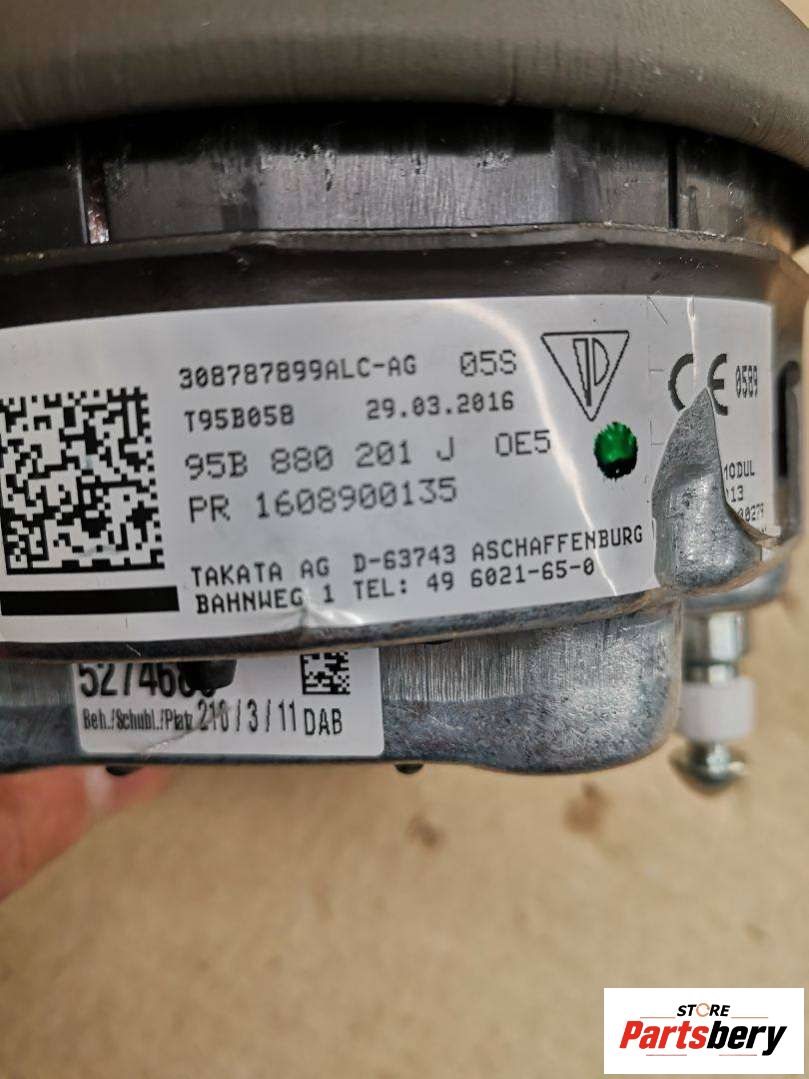 308787899ALC-AG 05S
T95B058 29.03.2016
95B 880 201 J OE5
PR 1608900135
TAKATA AG D-63743 ASCHAFFENBURG
BAHNWEG 1 TEL: 49 6021-65-0
CE 0589
Beh./Schubl./Platz 210/3/11 DAB
STORE
Partsbery